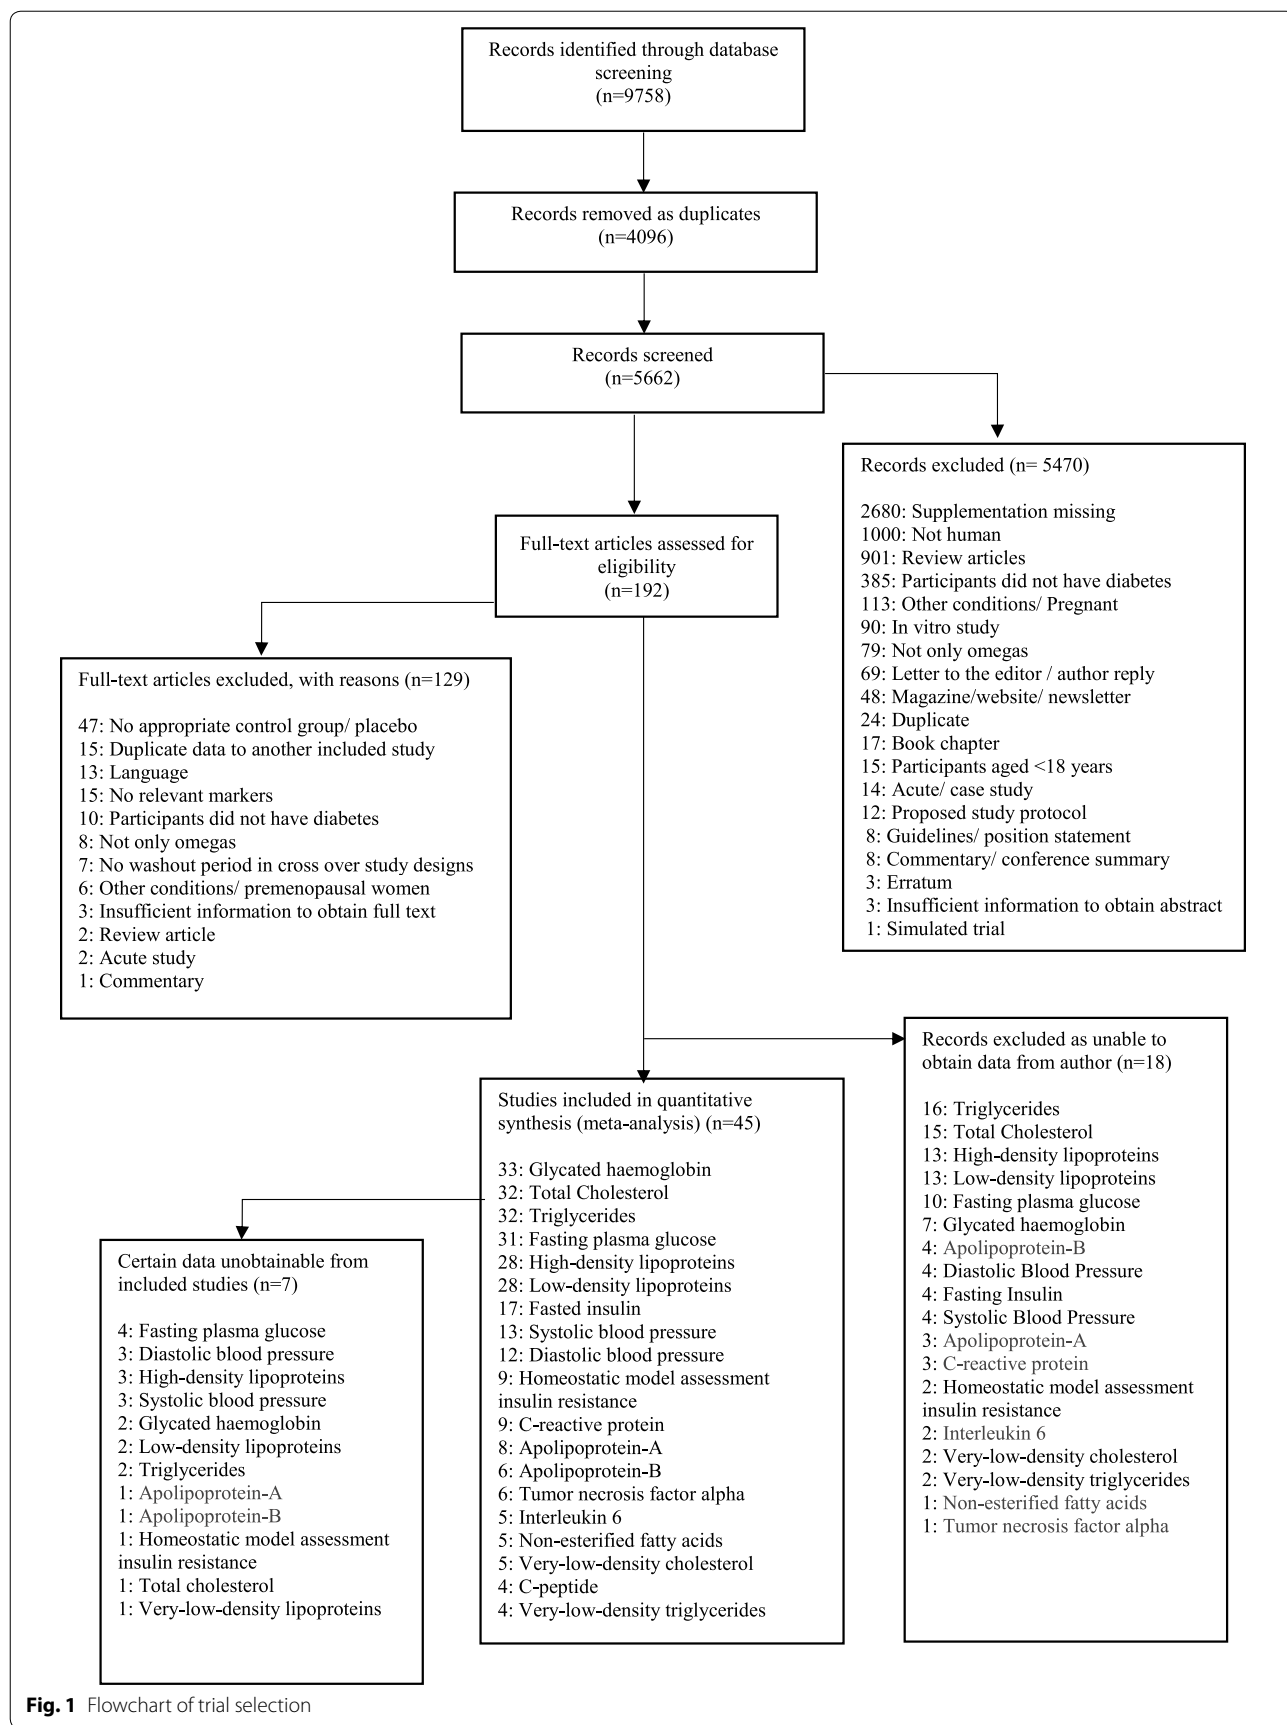 Records identified through database
screening
(n=9758)
Records removed as duplicates
(n=4096)
Records screened
(n=5662)
Records excluded (n= 5470)
2680: Supplementation missing
1000: Not human
901: Review articles
385: Participants did not have diabetes
113: Other conditions/ Pregnant
90: In vitro study
79: Not only omegas
69: Letter to the editor / author reply
48: Magazine/website/ newsletter
24: Duplicate
17: Book chapter
15: Participants aged <18 years
14: Acute/ case study
12: Proposed study protocol
8: Guidelines/ position statement
8: Commentary/ conference summary
3: Erratum
3: Insufficient information to obtain abstract
1: Simulated trial
Full-text articles assessed for
eligibility
(n=192)
Full-text articles excluded, with reasons (n=129)
47: No appropriate control group/ placebo
15: Duplicate data to another included study
13: Language
15: No relevant markers
10: Participants did not have diabetes
8: Not only omegas
7: No washout period in cross over study designs
6: Other conditions/ premenopausal women
3: Insufficient information to obtain full text
2: Review article
2: Acute study
1: Commentary
Records excluded as unable to
obtain data from author (n=18)
16: Triglycerides
15: Total Cholesterol
13: High-density lipoproteins
13: Low-density lipoproteins
10: Fasting plasma glucose
7: Glycated haemoglobin
4: Apolipoprotein-B
4: Diastolic Blood Pressure
4: Fasting Insulin
4: Systolic Blood Pressure
3: Apolipoprotein-A
3: C-reactive protein
2: Homeostatic model assessment
insulin resistance
2: Interleukin 6
2: Very-low-density cholesterol
2: Very-low-density triglycerides
1: Non-esterified fatty acids
1: Tumor necrosis factor alpha
Studies included in quantitative
synthesis (meta-analysis) (n=45)
33: Glycated haemoglobin
32: Total Cholesterol
32: Triglycerides
31: Fasting plasma glucose
28: High-density lipoproteins
28: Low-density lipoproteins
17: Fasted insulin
13: Systolic blood pressure
12: Diastolic blood pressure
9: Homeostatic model assessment
insulin resistance
9: C-reactive protein
8: Apolipoprotein-A
6: Apolipoprotein-B
6: Tumor necrosis factor alpha
5: Interleukin 6
5: Non-esterified fatty acids
5: Very-low-density cholesterol
4: C-peptide
4: Very-low-density triglycerides
Certain data unobtainable from
included studies (n=7)
4: Fasting plasma glucose
3: Diastolic blood pressure
3: High-density lipoproteins
3: Systolic blood pressure
2: Glycated haemoglobin
2: Low-density lipoproteins
2: Triglycerides
1: Apolipoprotein-A
1: Apolipoprotein-B
1: Homeostatic model assessment
insulin resistance
1: Total cholesterol
1: Very-low-density lipoproteins
Fig. 1 Flowchart of trial selection